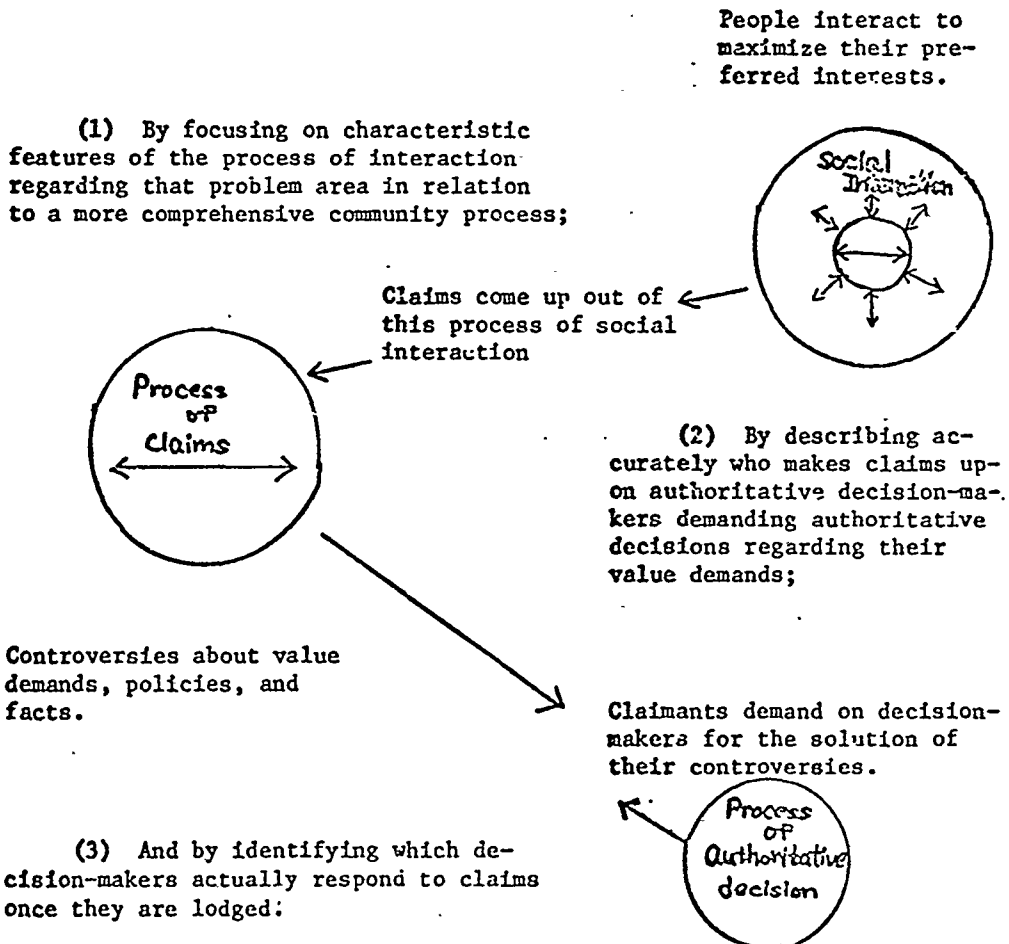 People interact to
maximize their pre-
ferred interests.
(1) By focusing on characteristic
features of the process of interaction
regarding that problem area in relation
to a more comprehensive community process;
Social
Claims come up out of
this process of social
interaction
Process
of
Claims
(2) By describing ac-
curately who makes claims up-
on authoritative decision-ma-
kers demanding authoritative
decisions regarding their
value demands;
Controversies about value
demands, policies, and
facts.
Claimants demand on decision-
makers for the solution of
their controversies.
Process
of
authoritative
decision
(3) And by identifying which de-
cision-makers actually respond to claims
once they are lodged: